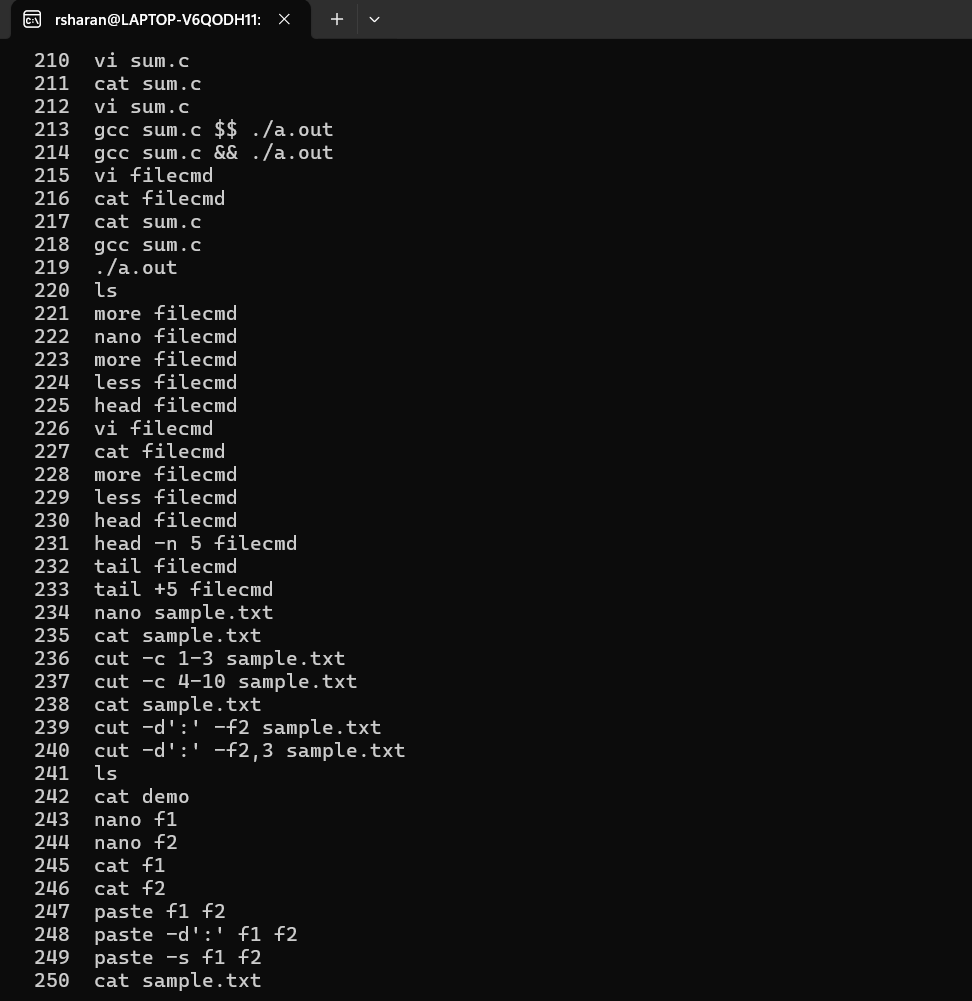 rsharan@LAPTOP-V6QODH11:
210 vi sum.c
211 cat sum.c
212 vi sum.c
213 gcc sum.c $$ ./a.out
214 gcc sum.c && ./a.out
215 vi filecmd
216 cat filecmd
217 cat sum.c
218 gcc sum.c
219 ./a.out
220 ls
221 more filecmd
222 nano filecmd
223 more filecmd
224 less filecmd
225 head filecmd
226 vi filecmd
227 cat filecmd
228 more filecmd
229 less filecmd
230 head filecmd
231 head -n 5 filecmd
232 tail filecmd
233 tail +5 filecmd
234 nano sample.txt
235 cat sample.txt
236 cut -c 1-3 sample.txt
237 cut -c 4-10 sample.txt
238 cat sample.txt
239 cut -d':' -f2 sample.txt
240 cut -d':' -f2,3 sample.txt
241 ls
242 cat demo
243 nano f1
244 nano f2
245 cat f1
246 cat f2
247 paste f1 f2
248 paste -d':' f1 f2
249 paste -s f1 f2
250 cat sample.txt